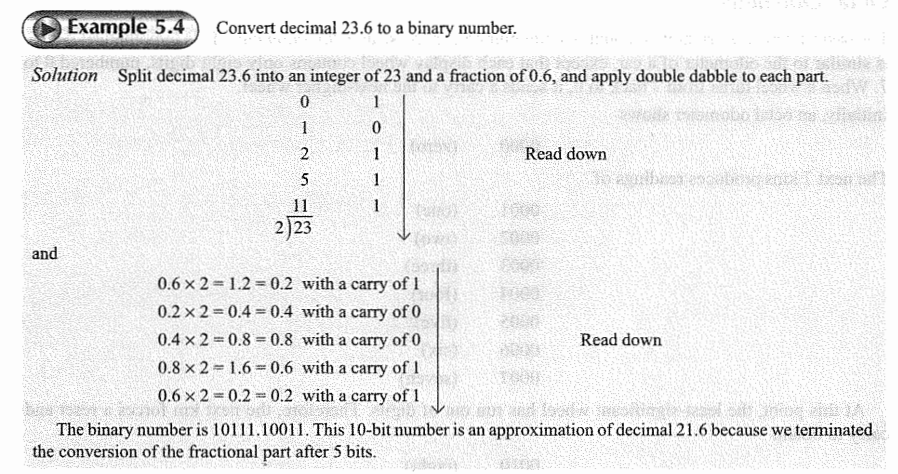 Example 5.4 Convert decimal 23.6 to a binary number.
Solution Split decimal 23.6 into an integer of 23 and a fraction of 0.6, and apply double dabble to each part.
0 1
1 0
2 1 Read down
5 1
11 1
2)23
and
0.6 × 2 = 1.2 = 0.2 with a carry of 1
0.2 × 2 = 0.4 = 0.4 with a carry of 0
0.4 × 2 = 0.8 = 0.8 with a carry of 0 Read down
0.8 × 2 = 1.6 = 0.6 with a carry of 1
0.6 × 2 = 0.2 = 0.2 with a carry of 1
The binary number is 10111.10011. This 10-bit number is an approximation of decimal 21.6 because we terminated
the conversion of the fractional part after 5 bits.